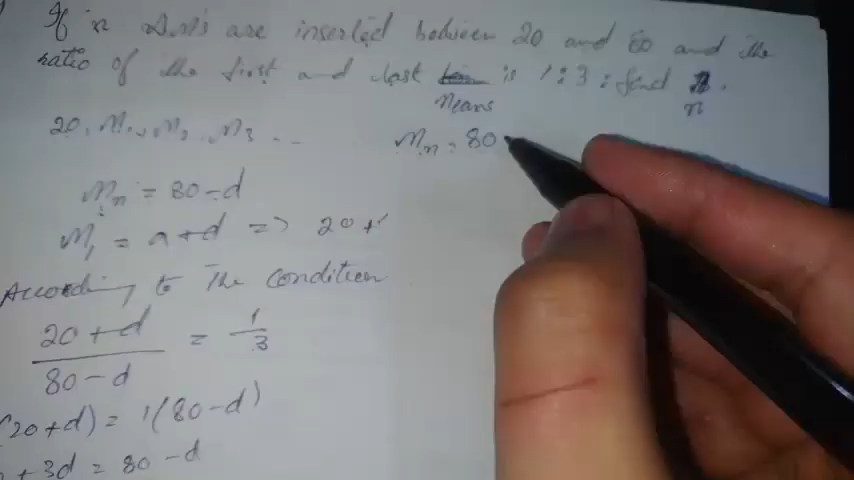 If n A.M's are inserted between 20 and 80 and the
ratio of the first and last is 1:3; find n.
means
20, M₁, M₂, M₃ ...
Mₙ = 80
Mₙ = 80-d
M₁ = a+d => 20+
According to The Condition
20+d / 80-d = 1/3
(20+d) = 1(80-d)
+ 3d = 80-d